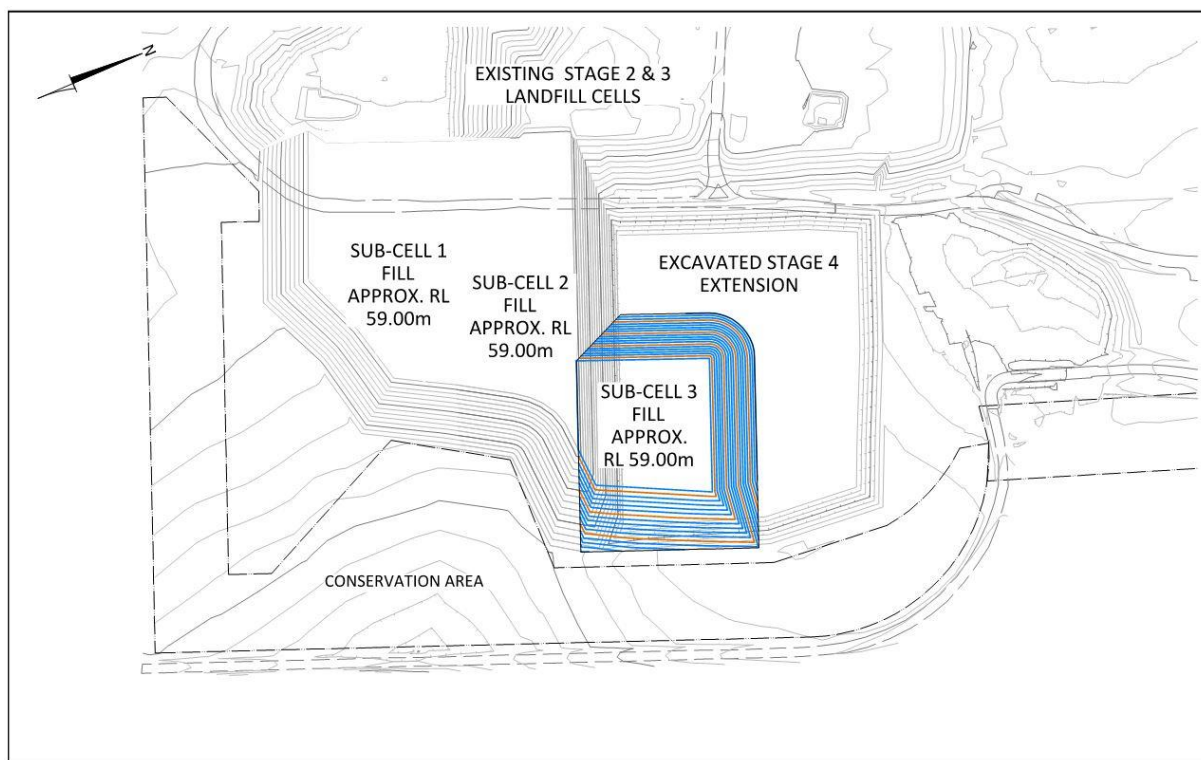 N
EXISTING STAGE 2 & 3
LANDFILL CELLS
SUB-CELL 1
FILL
APPROX. RL
59.00m
SUB-CELL 2
FILL
APPROX. RL
59.00m
EXCAVATED STAGE 4
EXTENSION
SUB-CELL 3
FILL
APPROX.
RL 59.00m
CONSERVATION AREA